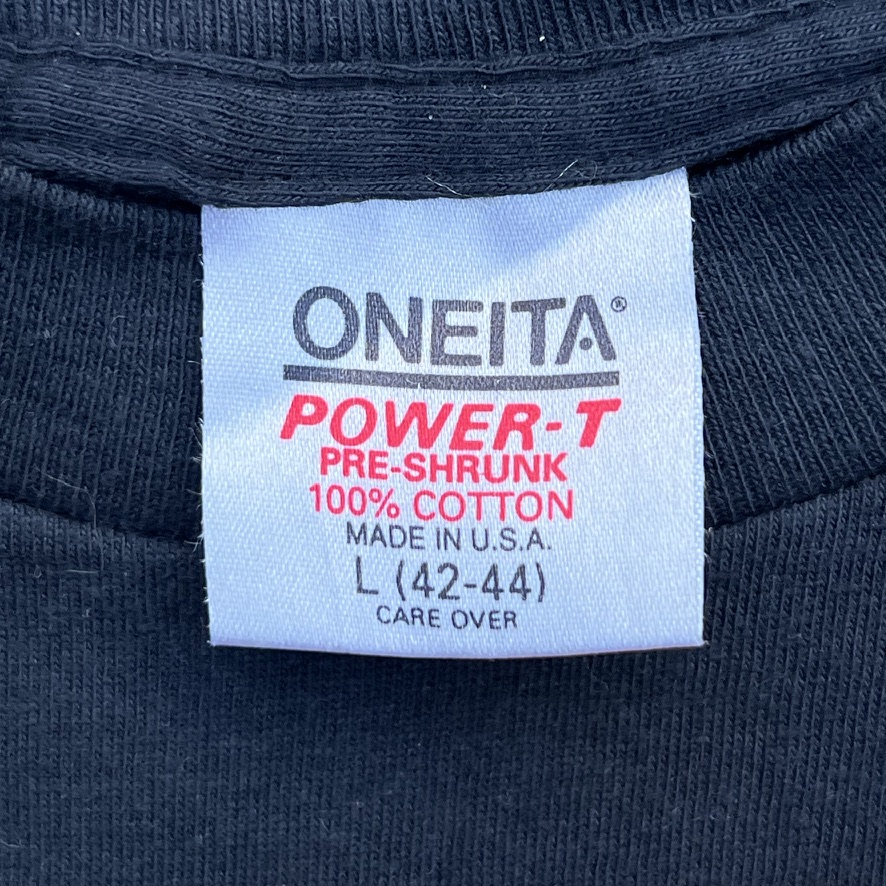 ONEITA®
POWER-T
PRE-SHRUNK
100% COTTON
MADE IN U.S.A.
L (42-44)
CARE OVER